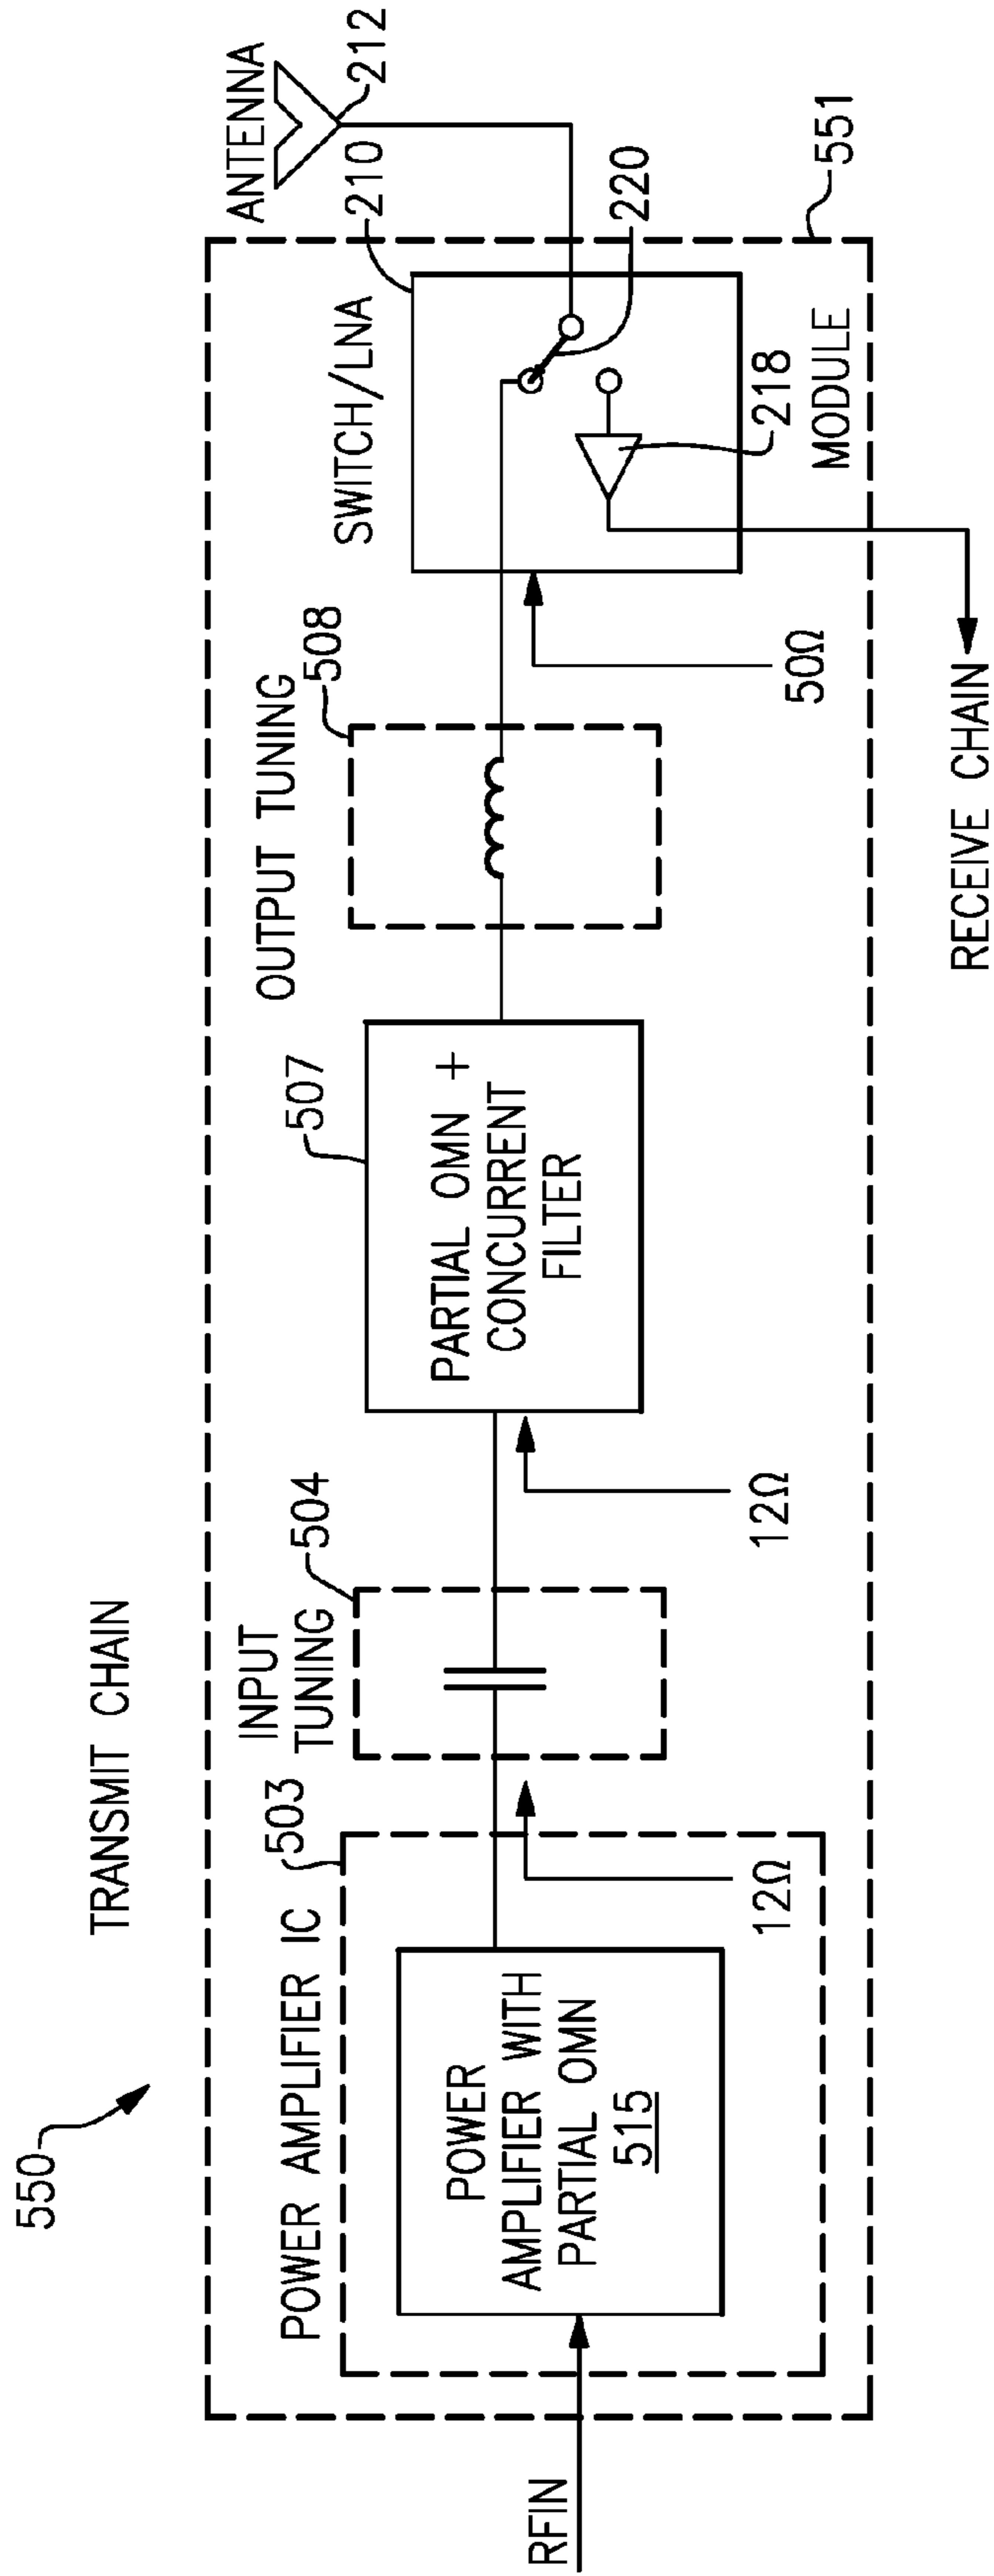 550
TRANSMIT CHAIN
POWER AMPLIFIER IC
503
INPUT
TUNING
504
507
OUTPUT TUNING
508
SWITCH/LNA
210
ANTENNA
212
RFIN
POWER
AMPLIFIER WITH
PARTIAL OMN
515
12Ω
12Ω
PARTIAL OMN +
CONCURRENT
FILTER
50Ω
220
218
MODULE
551
RECEIVE CHAIN